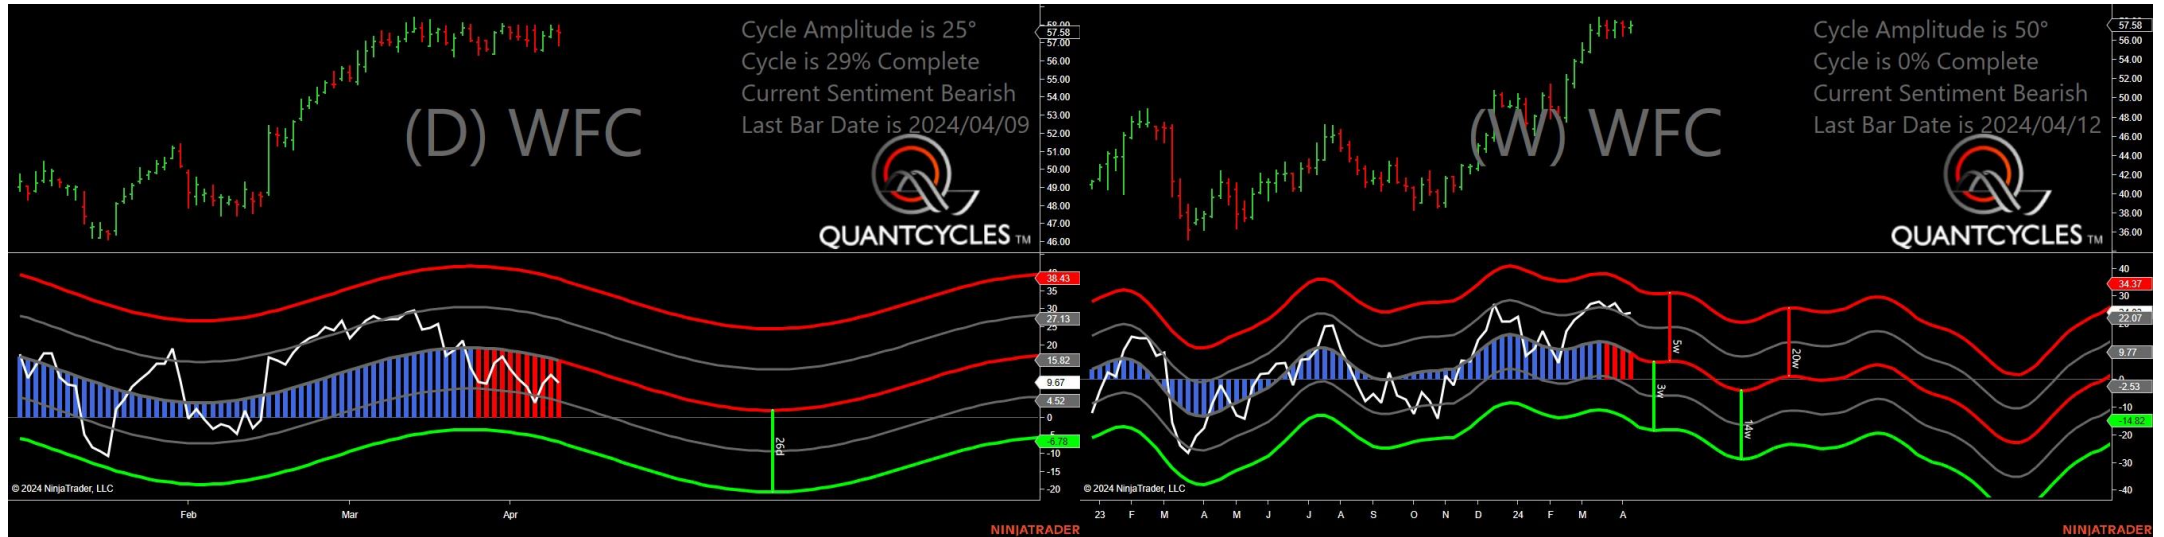 Cycle Amplitude is 25°
Cycle is 29% Complete
Current Sentiment Bearish
Last Bar Date is 2024/04/09
(D) WFC
QUANTCYCLES TM
57.58
57.00
56.00
55.00
54.00
53.00
52.00
51.00
50.00
49.00
48.00
47.00
46.00
38.43
35
30
27.13
20
15.82
9.67
4.52
0
-6.78
-10
-15
-20
26d
© 2024 NinjaTrader, LLC
Feb Mar Apr
NINJATRADER
Cycle Amplitude is 50°
Cycle is 0% Complete
Current Sentiment Bearish
Last Bar Date is 2024/04/12
(W) WFC
QUANTCYCLES TM
57.58
56.00
54.00
52.00
50.00
48.00
46.00
44.00
42.00
40.00
38.00
36.00
40
34.37
30
22.07
9.77
-2.53
-10
-14.82
-20
-30
-40
5w
3w
20w
14w
© 2024 NinjaTrader, LLC
23 F M A M J J A S O N D 24 F M A
NINJATRADER